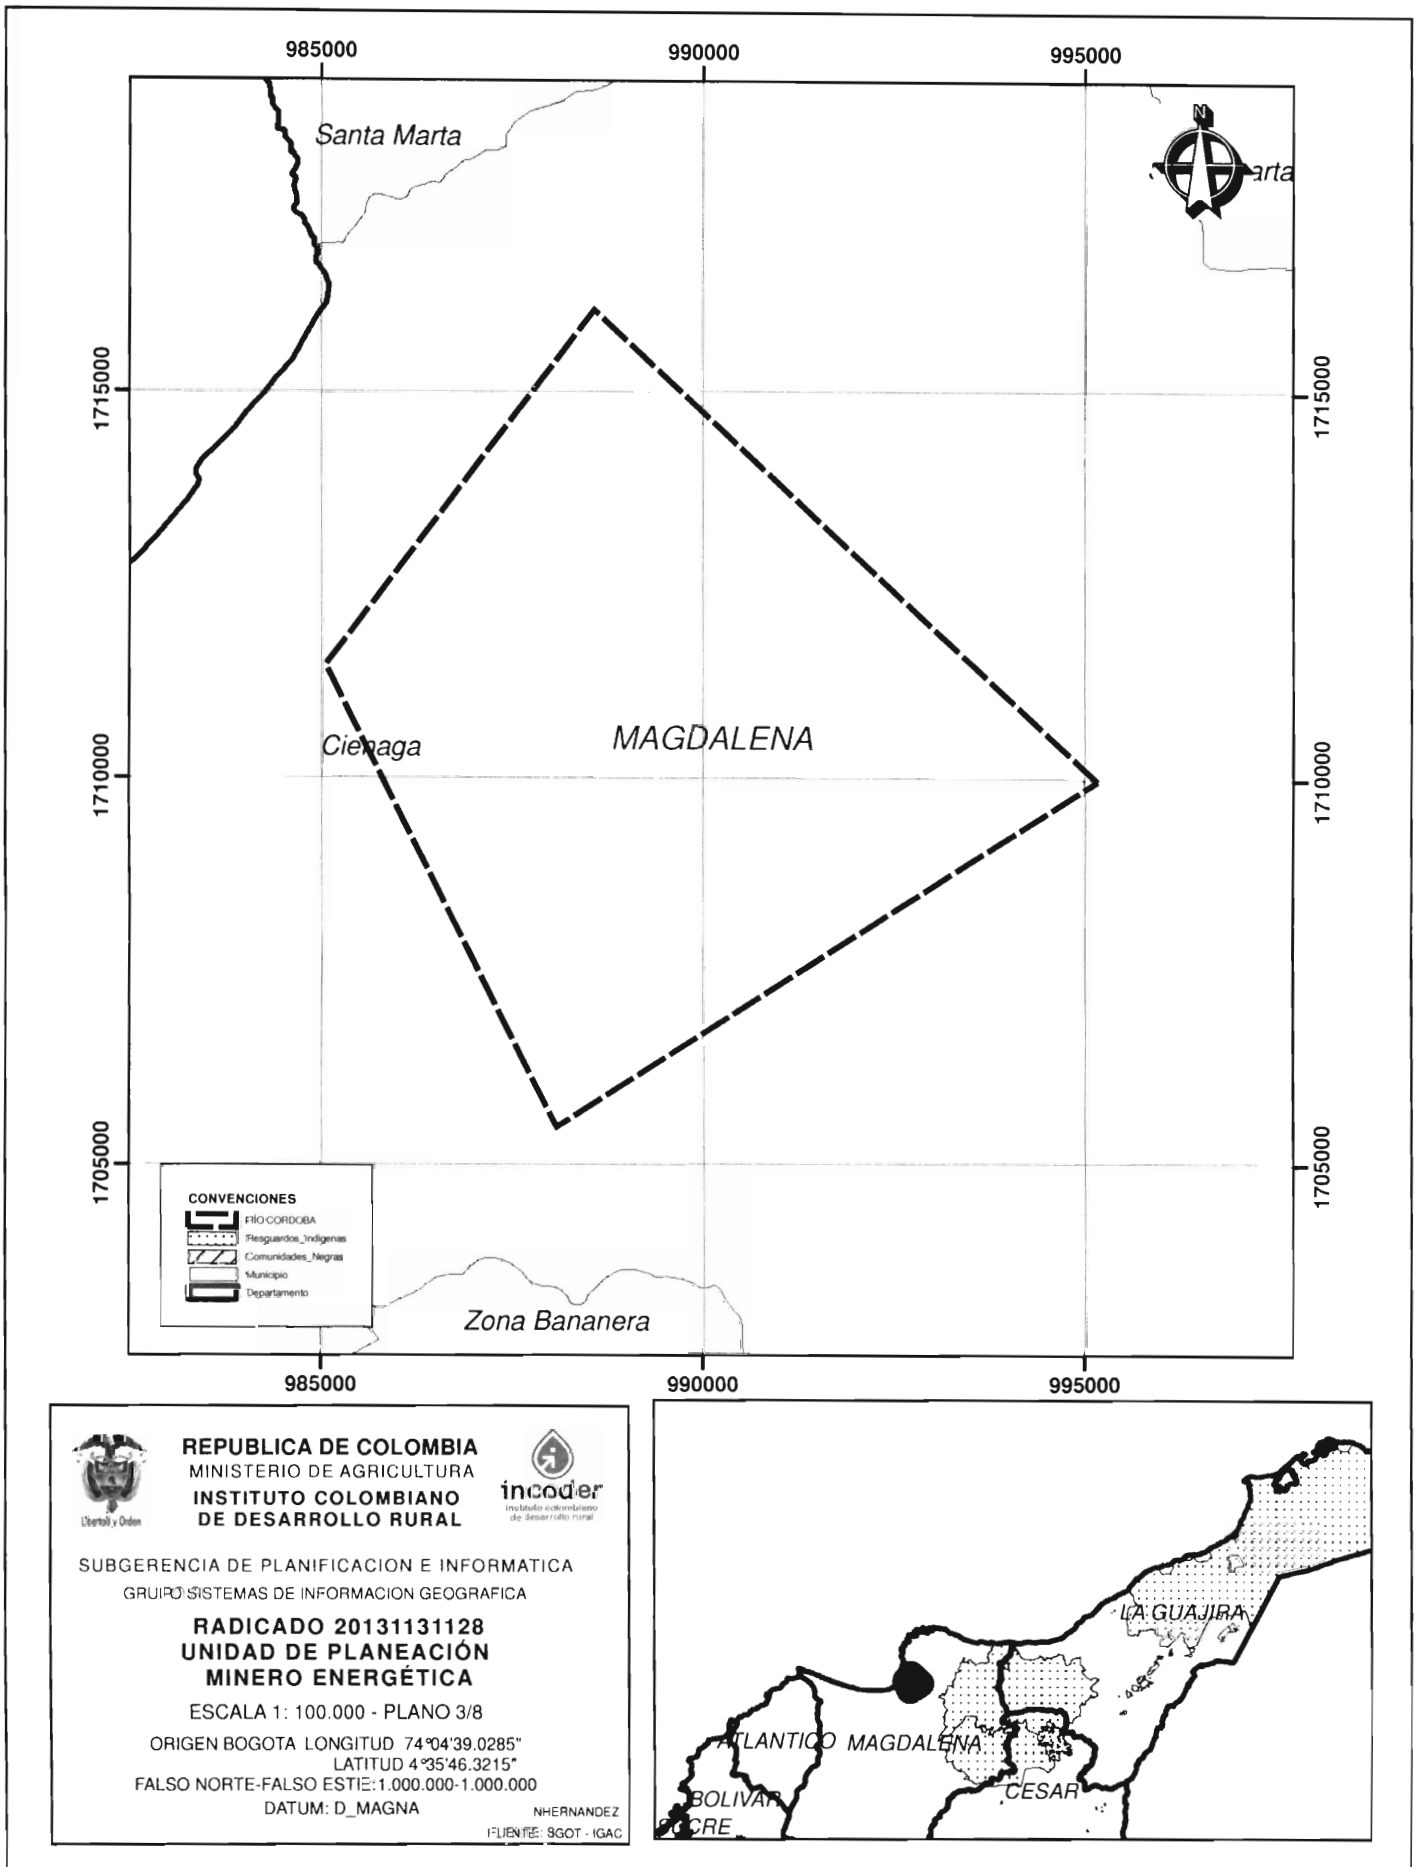 985000 990000 995000
Santa Marta
N
arta
1715000 1715000
MAGDALENA
Cienaga
1710000 1710000
1705000 1705000
CONVENCIONES
RÍO CORDOBA
Resguardos_Indigenas
Comunidades_Negras
Municipio
Departamento
Zona Bananera
985000 990000 995000
REPUBLICA DE COLOMBIA
MINISTERIO DE AGRICULTURA
INSTITUTO COLOMBIANO
DE DESARROLLO RURAL
Libertad y Orden
incoder
instituto colombiano
de desarrollo rural
SUBGERENCIA DE PLANIFICACION E INFORMATICA
GRUPO SISTEMAS DE INFORMACION GEOGRAFICA
RADICADO 20131131128
UNIDAD DE PLANEACIÓN
MINERO ENERGÉTICA
ESCALA 1: 100.000 - PLANO 3/8
ORIGEN BOGOTA LONGITUD 74º04'39.0285"
LATITUD 4º35'46.3215"
FALSO NORTE-FALSO ESTE:1.000.000-1.000.000
DATUM: D_MAGNA
NHERNANDEZ
FUENTE: SGOT - IGAC
LA GUAJIRA
ATLANTICO MAGDALENA
CESAR
BOLIVAR
SUCRE